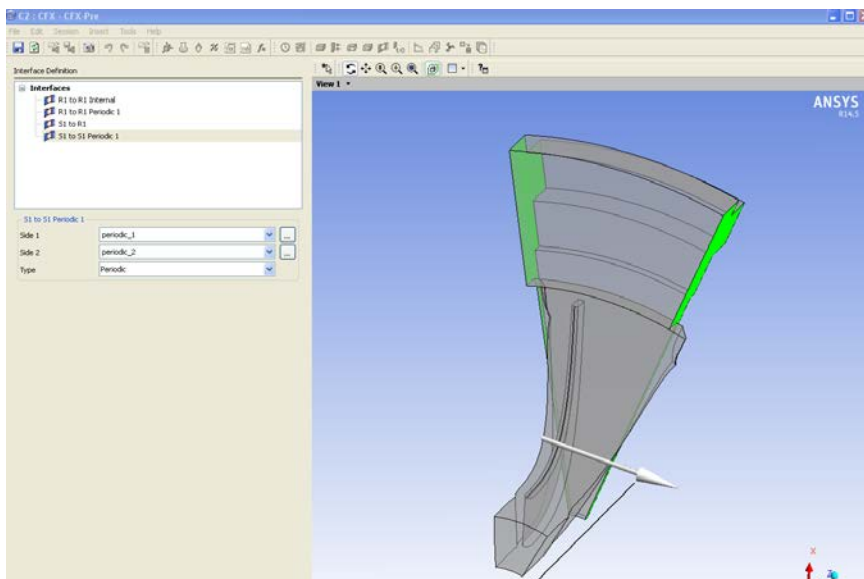 C2 : CFX - CFX-Pre
File Edit Session Insert Tools Help
Interface Definition
View 1
Interfaces
R1 to R1 Internal
R1 to R1 Periodic 1
S1 to R1
S1 to S1 Periodic 1
ANSYS
R14.5
S1 to S1 Periodic 1
Side 1 periodic_1 ...
Side 2 periodic_2 ...
Type Periodic
X